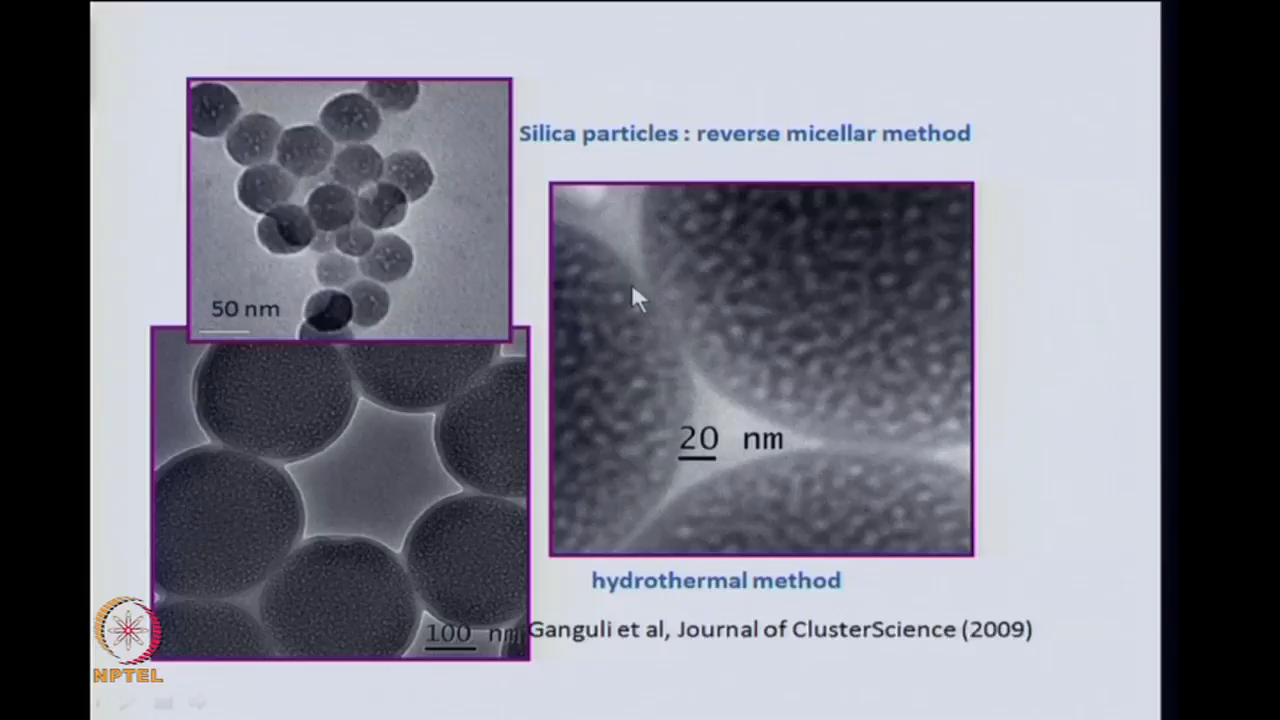 Silica particles : reverse micellar method
50 nm
20 nm
100 nm
hydrothermal method
Ganguli et al, Journal of ClusterScience (2009)
NPTEL